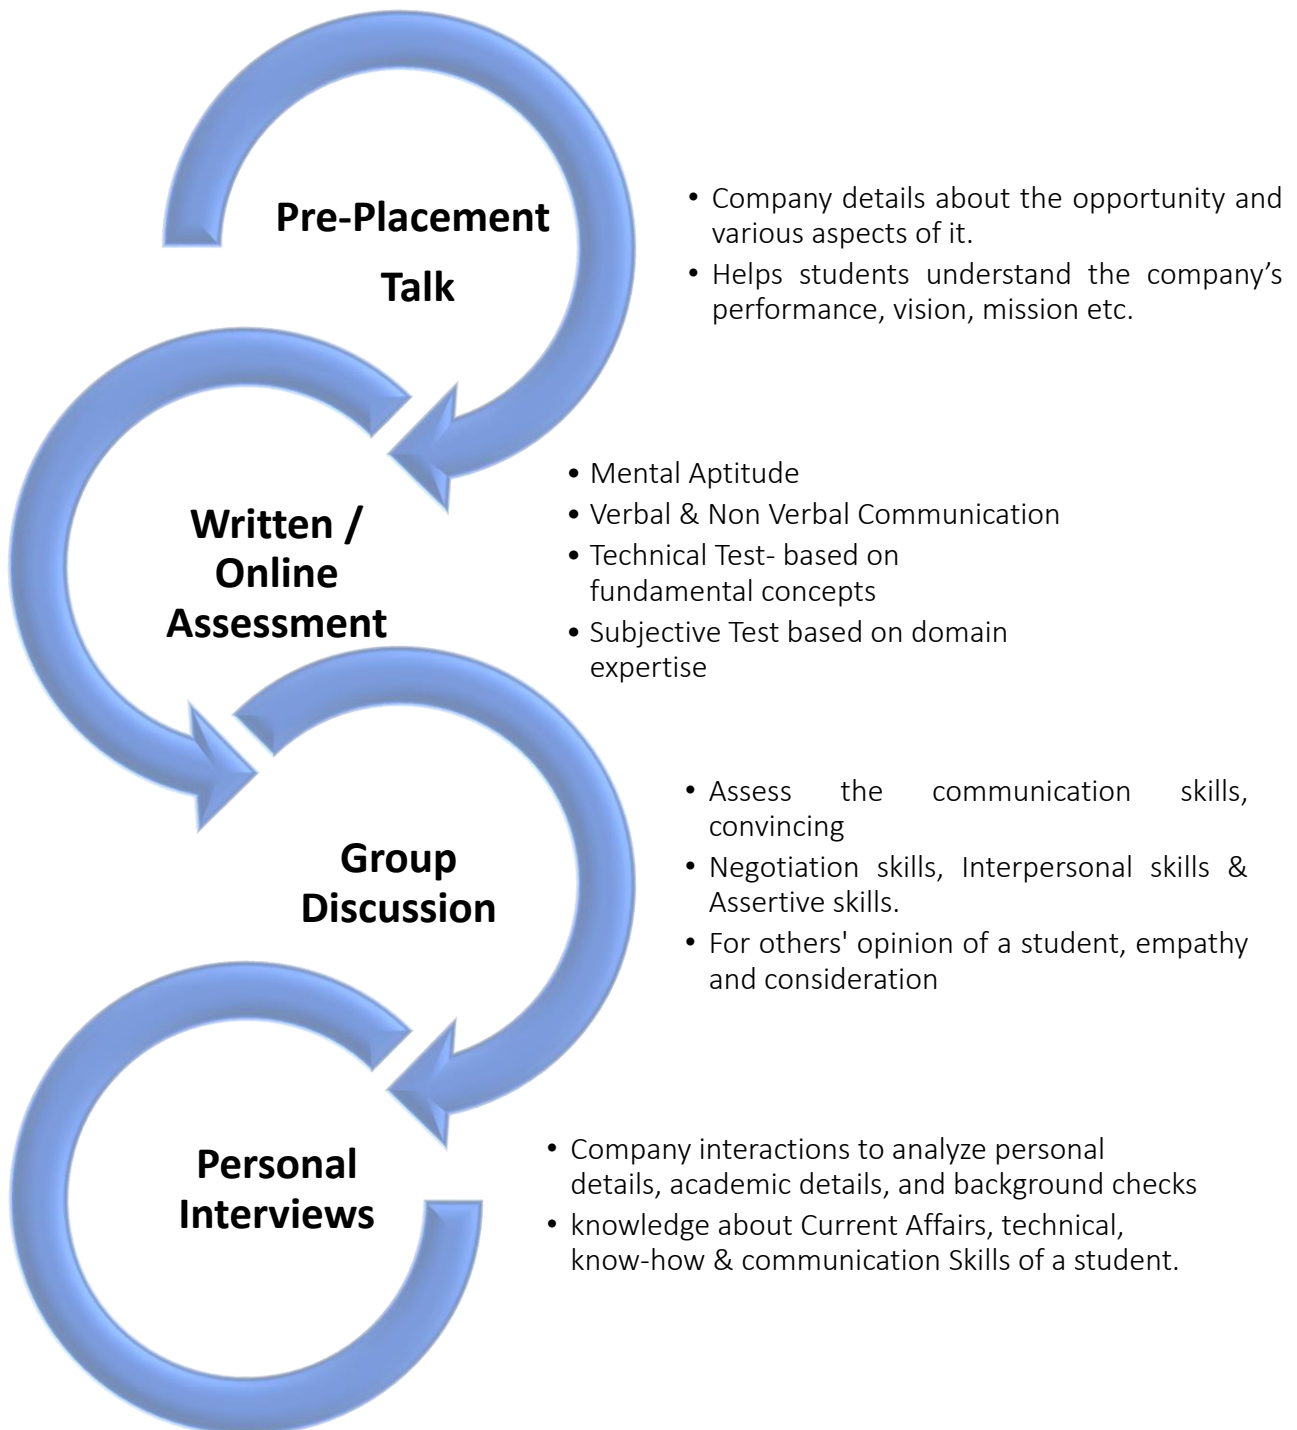 Pre-Placement
Talk
• Company details about the opportunity and
various aspects of it.
• Helps students understand the company’s
performance, vision, mission etc.
Written /
Online
Assessment
• Mental Aptitude
• Verbal & Non Verbal Communication
• Technical Test- based on
fundamental concepts
• Subjective Test based on domain
expertise
Group
Discussion
• Assess the communication skills,
convincing
• Negotiation skills, Interpersonal skills &
Assertive skills.
• For others' opinion of a student, empathy
and consideration
Personal
Interviews
• Company interactions to analyze personal
details, academic details, and background checks
• knowledge about Current Affairs, technical,
know-how & communication Skills of a student.